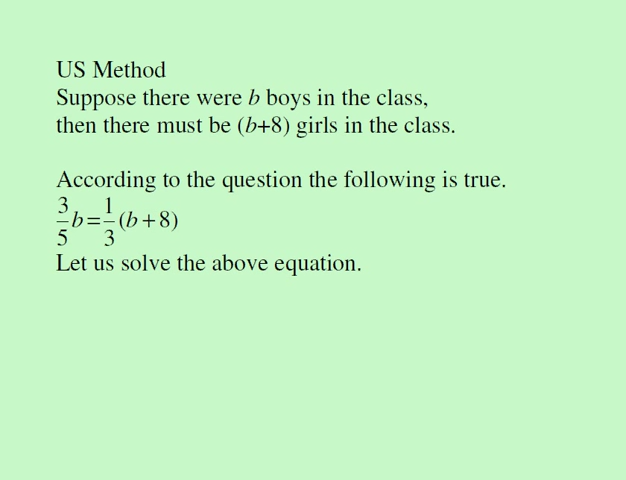 US Method
Suppose there were b boys in the class,
then there must be (b+8) girls in the class.
According to the question the following is true.
3/5 b = 1/3 (b + 8)
Let us solve the above equation.